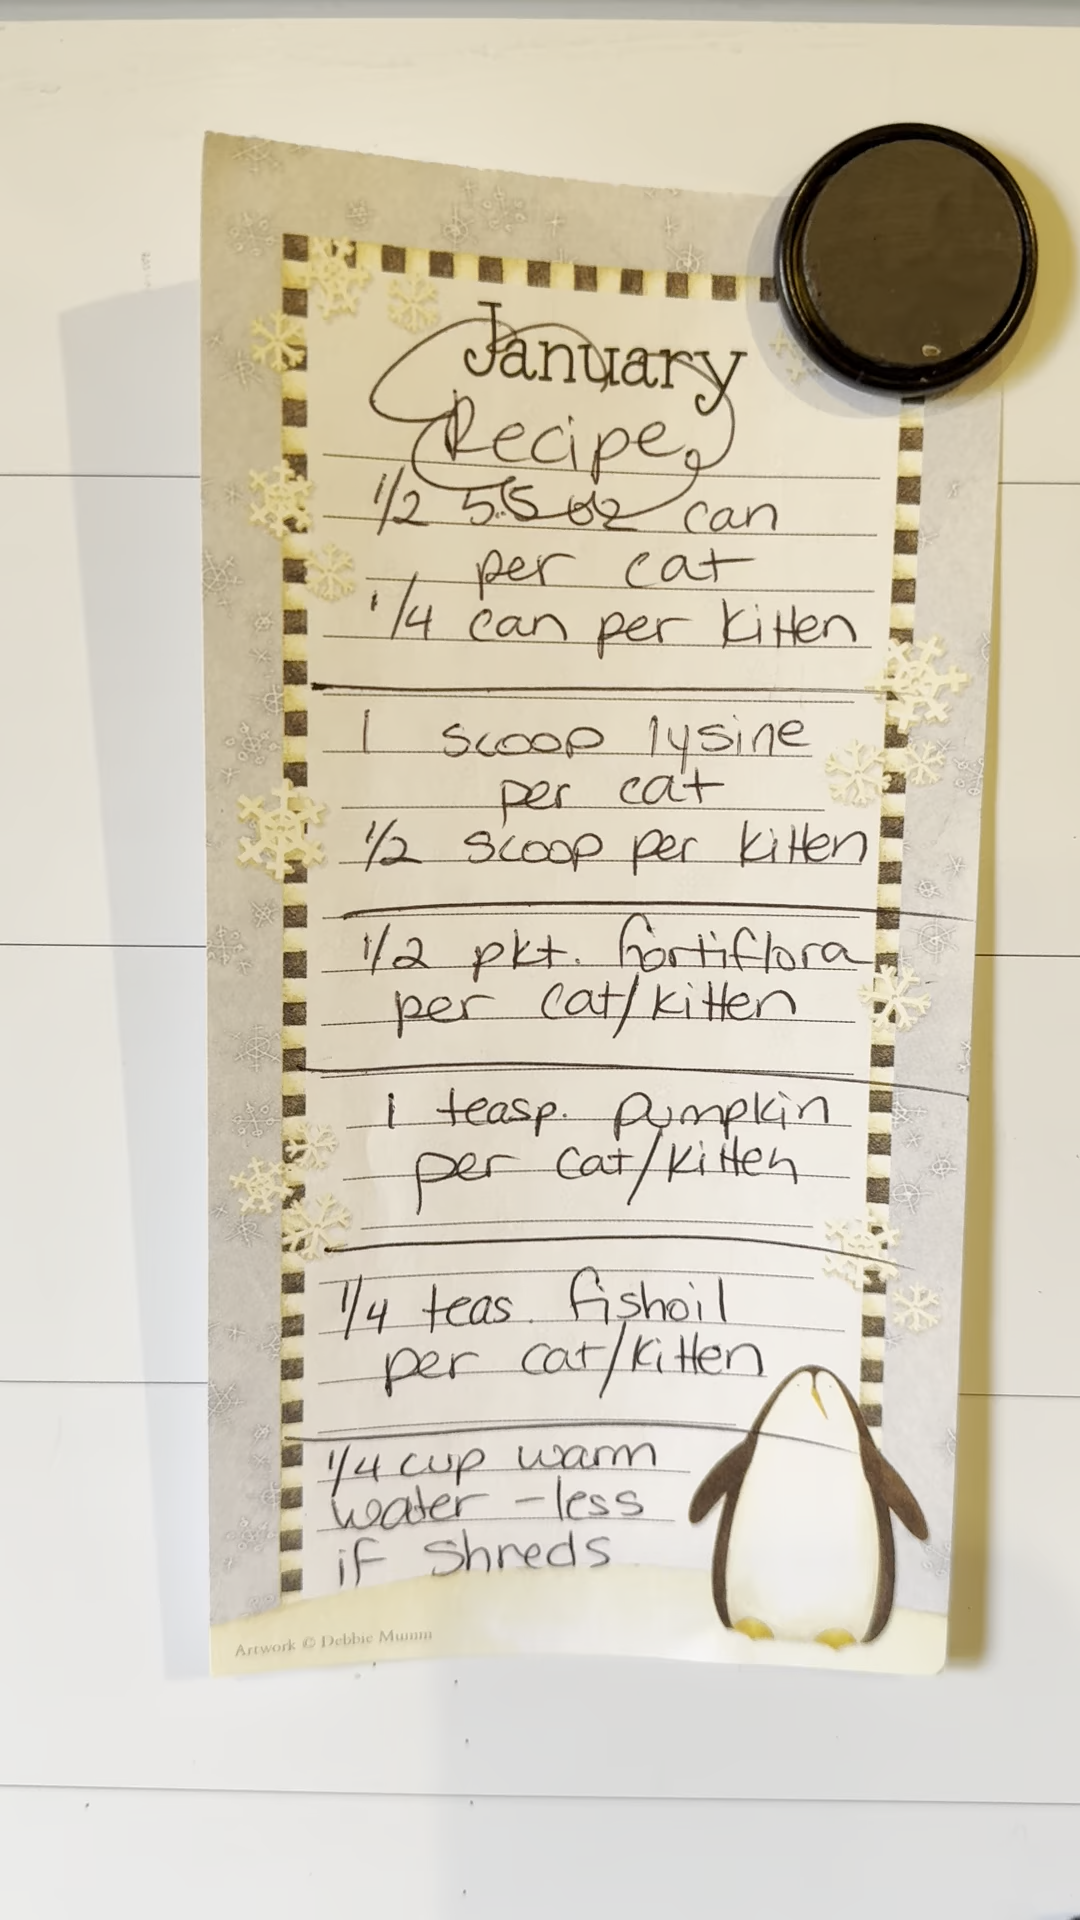 January
Recipe
1/2 5.5 oz can
per cat
1/4 can per kitten
1 scoop lysine
per cat
1/2 scoop per kitten
1/2 pkt. fortiflora
per cat/kitten
1 teasp. pumpkin
per cat/kitten
1/4 teas. fishoil
per cat/kitten
1/4 cup warm
water - less
if shreds
Artwork © Debbie Mumm